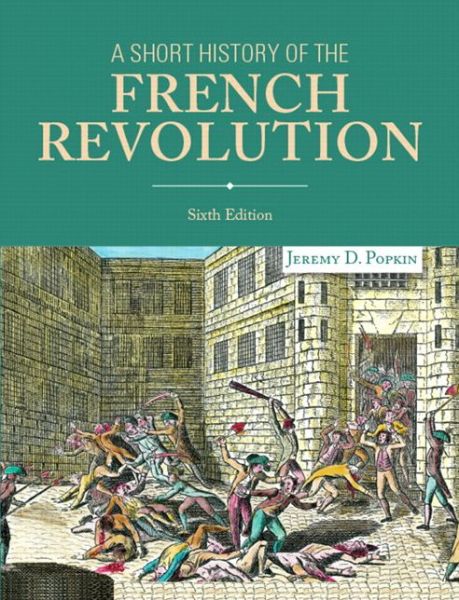 A SHORT HISTORY OF THE
FRENCH
REVOLUTION
Sixth Edition
JEREMY D. POPKIN